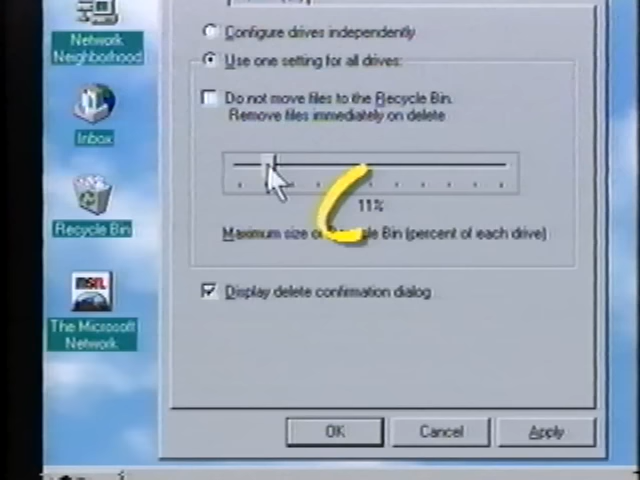 Network
Neighborhood
Inbox
Recycle Bin
MSN
The Microsoft
Network
Configure drives independently
Use one setting for all drives:
Do not move files to the Recycle Bin.
Remove files immediately on delete
11%
Maximum size Bin (percent of each drive)
Display delete confirmation dialog
OK
Cancel
Apply